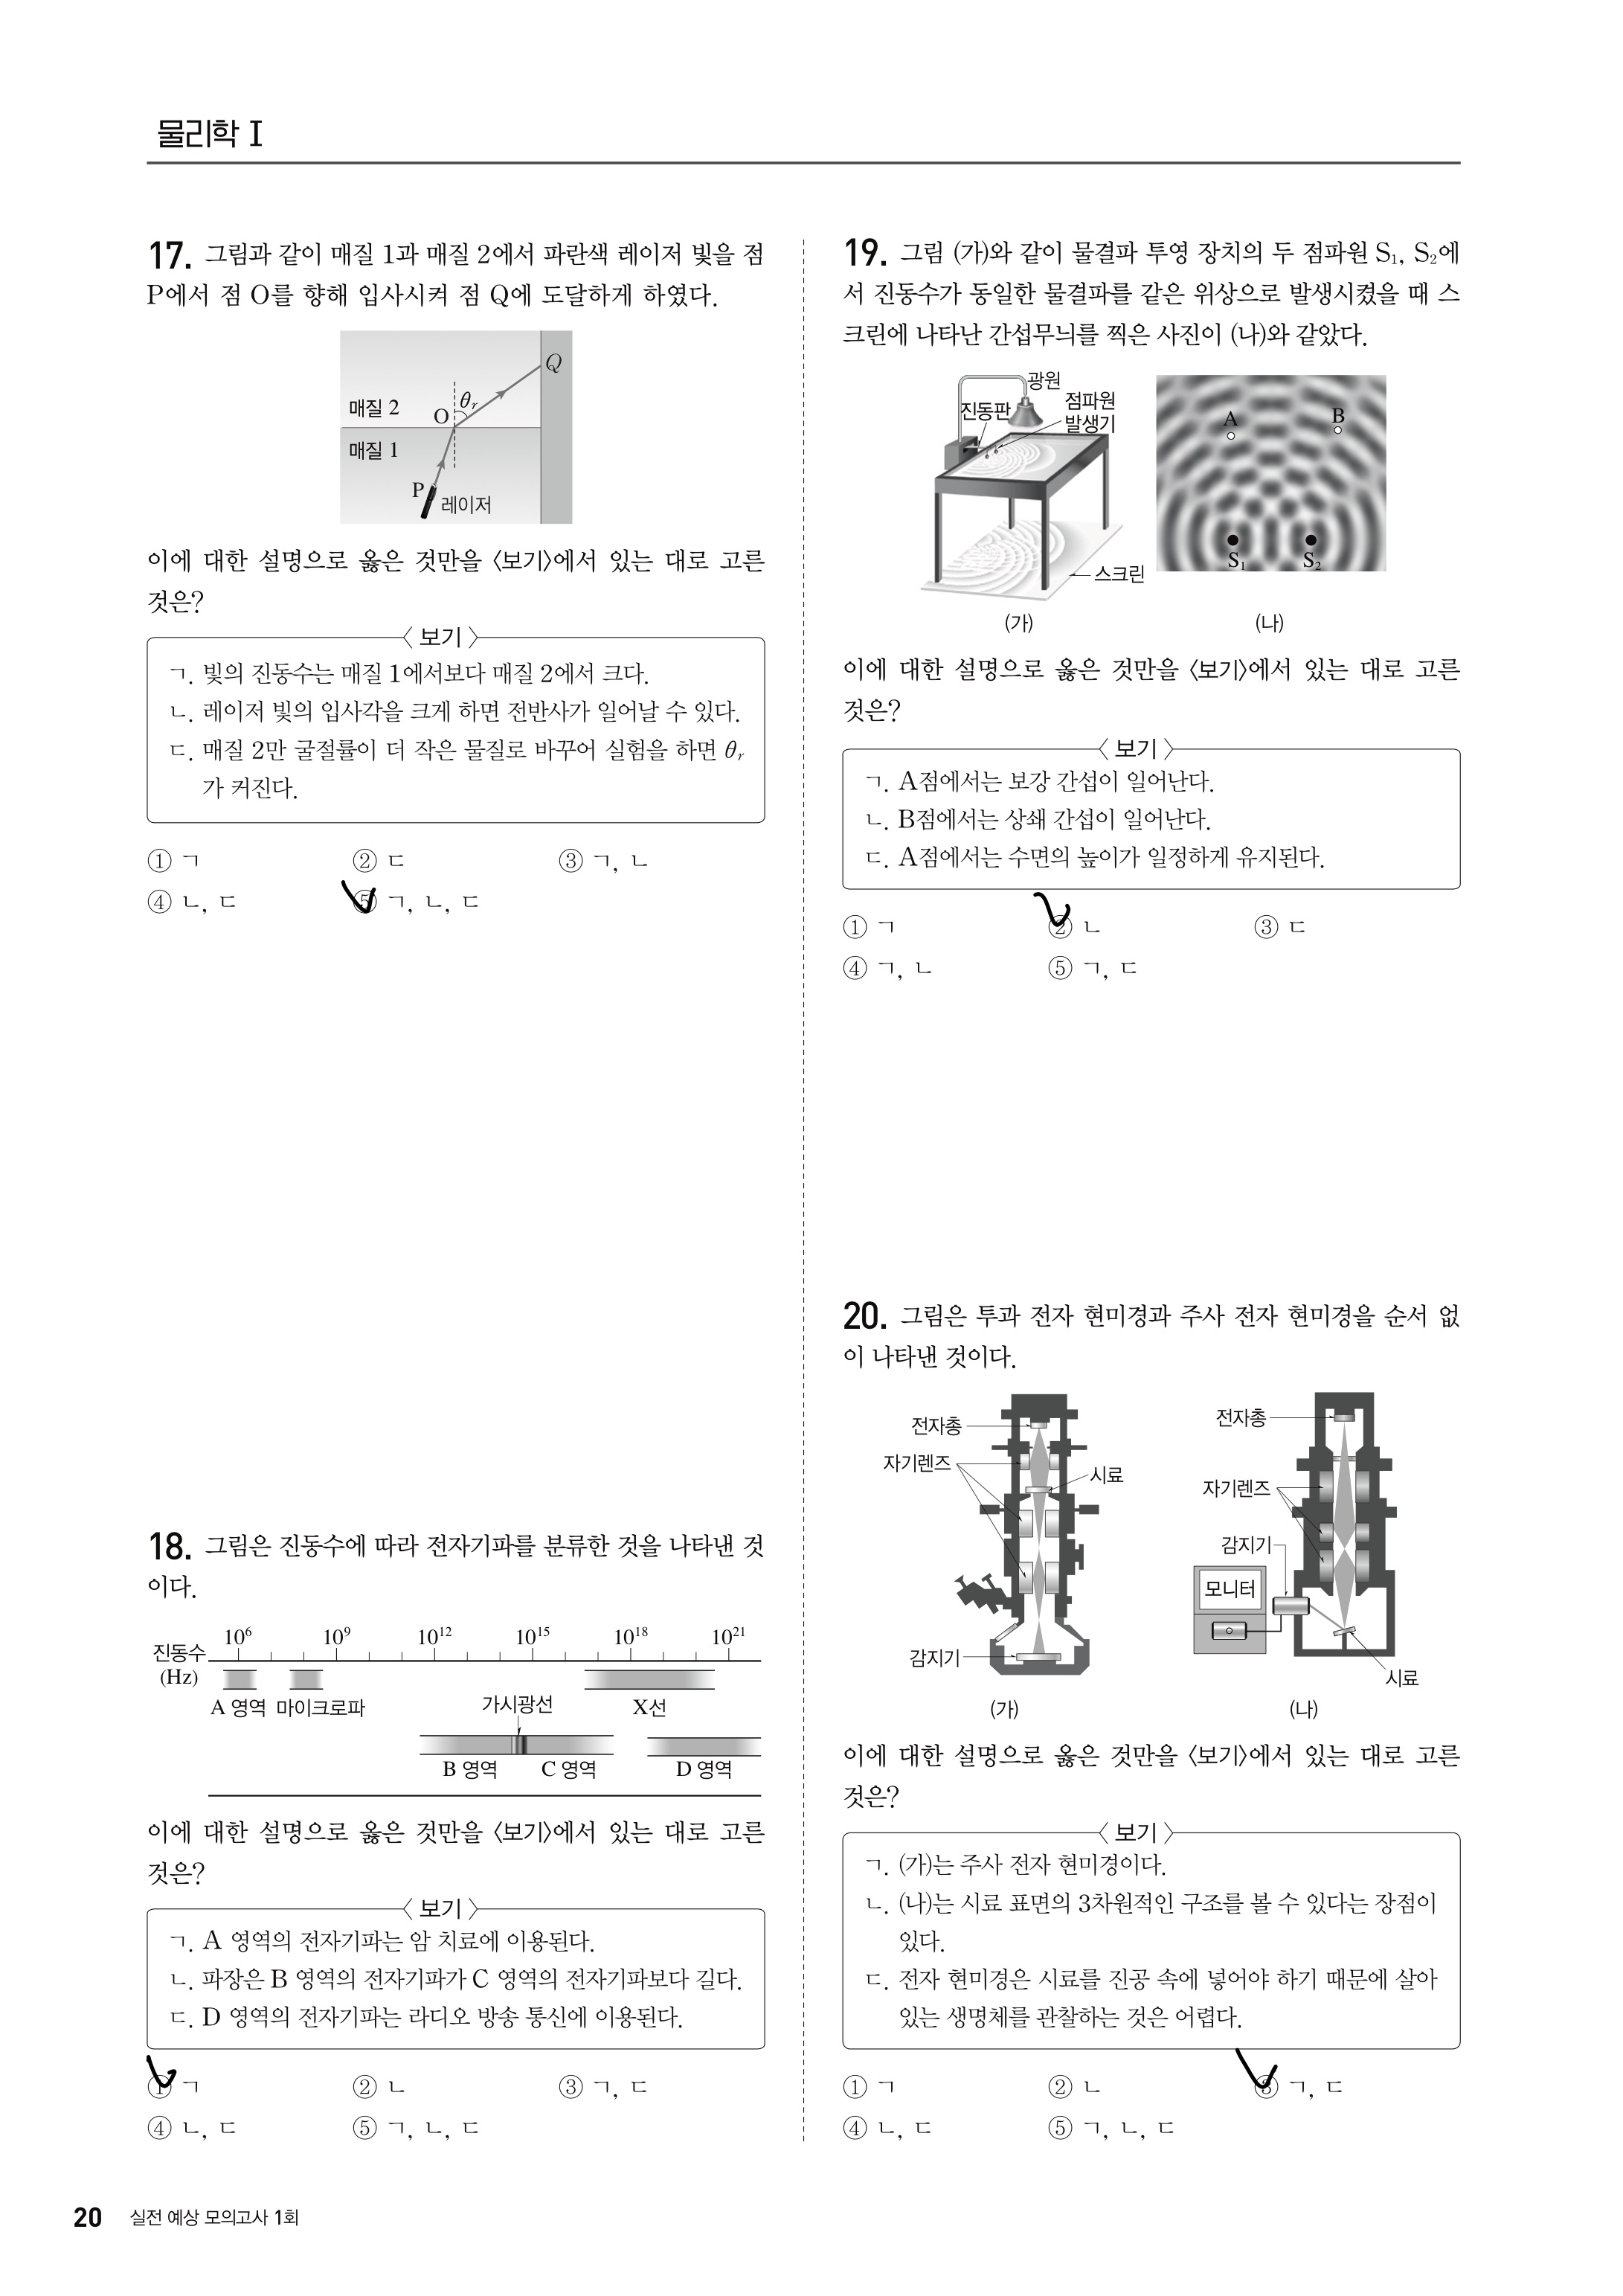 물리학 I
17. 그림과 같이 매질 1과 매질 2에서 파란색 레이저 빛을 점
P에서 점 O를 향해 입사시켜 점 Q에 도달하게 하였다.
Q
매질 2
O
θr
매질 1
P
레이저
이에 대한 설명으로 옳은 것만을 〈보기〉에서 있는 대로 고른
것은?
〈보기〉
ㄱ. 빛의 진동수는 매질 1에서보다 매질 2에서 크다.
ㄴ. 레이저 빛의 입사각을 크게 하면 전반사가 일어날 수 있다.
ㄷ. 매질 2만 굴절률이 더 작은 물질로 바꾸어 실험을 하면 θr
가 커진다.
① ㄱ ② ㄷ ③ ㄱ, ㄴ
④ ㄴ, ㄷ ⑤ ㄱ, ㄴ, ㄷ
18. 그림은 진동수에 따라 전자기파를 분류한 것을 나타낸 것
이다.
진동수
(Hz)
10⁶ 10⁹ 10¹² 10¹⁵ 10¹⁸ 10²¹
A 영역 마이크로파 가시광선 X선
B 영역 C 영역 D 영역
이에 대한 설명으로 옳은 것만을 〈보기〉에서 있는 대로 고른
것은?
〈보기〉
ㄱ. A 영역의 전자기파는 암 치료에 이용된다.
ㄴ. 파장은 B 영역의 전자기파가 C 영역의 전자기파보다 길다.
ㄷ. D 영역의 전자기파는 라디오 방송 통신에 이용된다.
① ㄱ ② ㄴ ③ ㄱ, ㄷ
④ ㄴ, ㄷ ⑤ ㄱ, ㄴ, ㄷ
19. 그림 (가)와 같이 물결파 투영 장치의 두 점파원 S₁, S₂에
서 진동수가 동일한 물결파를 같은 위상으로 발생시켰을 때 스
크린에 나타난 간섭무늬를 찍은 사진이 (나)와 같았다.
광원
진동판
점파원
발생기
스크린
A
B
S₁
S₂
(가) (나)
이에 대한 설명으로 옳은 것만을 〈보기〉에서 있는 대로 고른
것은?
〈보기〉
ㄱ. A점에서는 보강 간섭이 일어난다.
ㄴ. B점에서는 상쇄 간섭이 일어난다.
ㄷ. A점에서는 수면의 높이가 일정하게 유지된다.
① ㄱ ② ㄴ ③ ㄷ
④ ㄱ, ㄴ ⑤ ㄱ, ㄷ
20. 그림은 투과 전자 현미경과 주사 전자 현미경을 순서 없
이 나타낸 것이다.
전자총
자기렌즈
시료
감지기
(가)
전자총
자기렌즈
감지기
모니터
시료
(나)
이에 대한 설명으로 옳은 것만을 〈보기〉에서 있는 대로 고른
것은?
〈보기〉
ㄱ. (가)는 주사 전자 현미경이다.
ㄴ. (나)는 시료 표면의 3차원적인 구조를 볼 수 있다는 장점이
있다.
ㄷ. 전자 현미경은 시료를 진공 속에 넣어야 하기 때문에 살아
있는 생명체를 관찰하는 것은 어렵다.
① ㄱ ② ㄴ ③ ㄱ, ㄷ
④ ㄴ, ㄷ ⑤ ㄱ, ㄴ, ㄷ
20 실전 예상 모의고사 1회